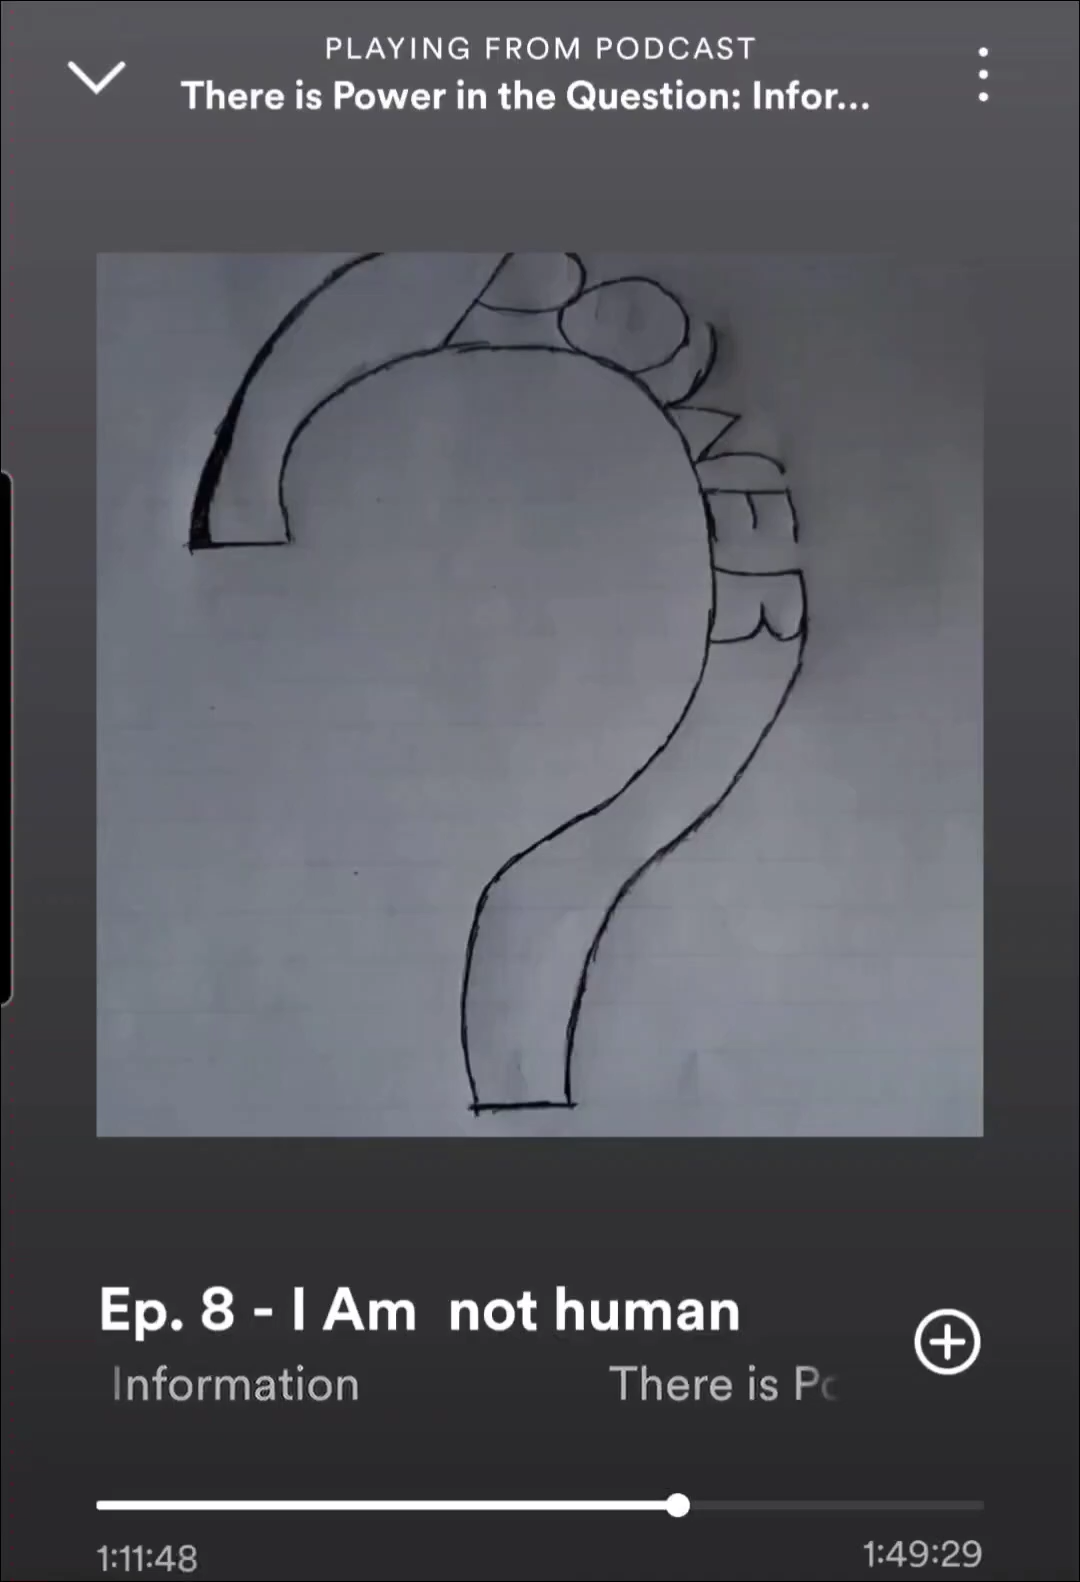 PLAYING FROM PODCAST
There is Power in the Question: Infor...
POWER
Ep. 8 - I Am not human
Information There is Po
1:11:48 1:49:29